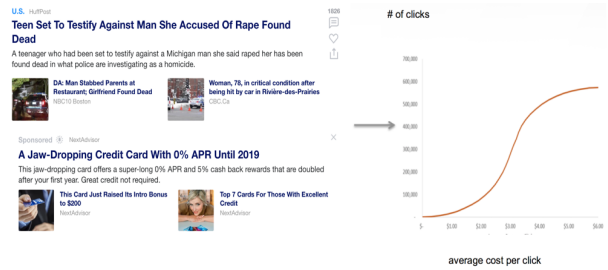 U.S. HuffPost
1826
Teen Set To Testify Against Man She Accused Of Rape Found
Dead
A teenager who had been set to testify against a Michigan man she said raped her has been
found dead in what police are investigating as a homicide.
DA: Man Stabbed Parents at
Restaurant; Girlfriend Found Dead
NBC10 Boston
Woman, 78, in critical condition after
being hit by car in Rivière-des-Prairies
CBC.Ca
Sponsored NextAdvisor
A Jaw-Dropping Credit Card With 0% APR Until 2019
This jaw-dropping card offers a super-long 0% APR and 5% cash back rewards that are doubled
after your first year. Great credit not required.
This Card Just Raised Its Intro Bonus
to $200
NextAdvisor
Top 7 Cards For Those With Excellent
Credit
NextAdvisor
# of clicks
700,000
600,000
500,000
400,000
300,000
200,000
100,000
$- $1.00 $2.00 $3.00 $4.00 $5.00 $6.00
average cost per click